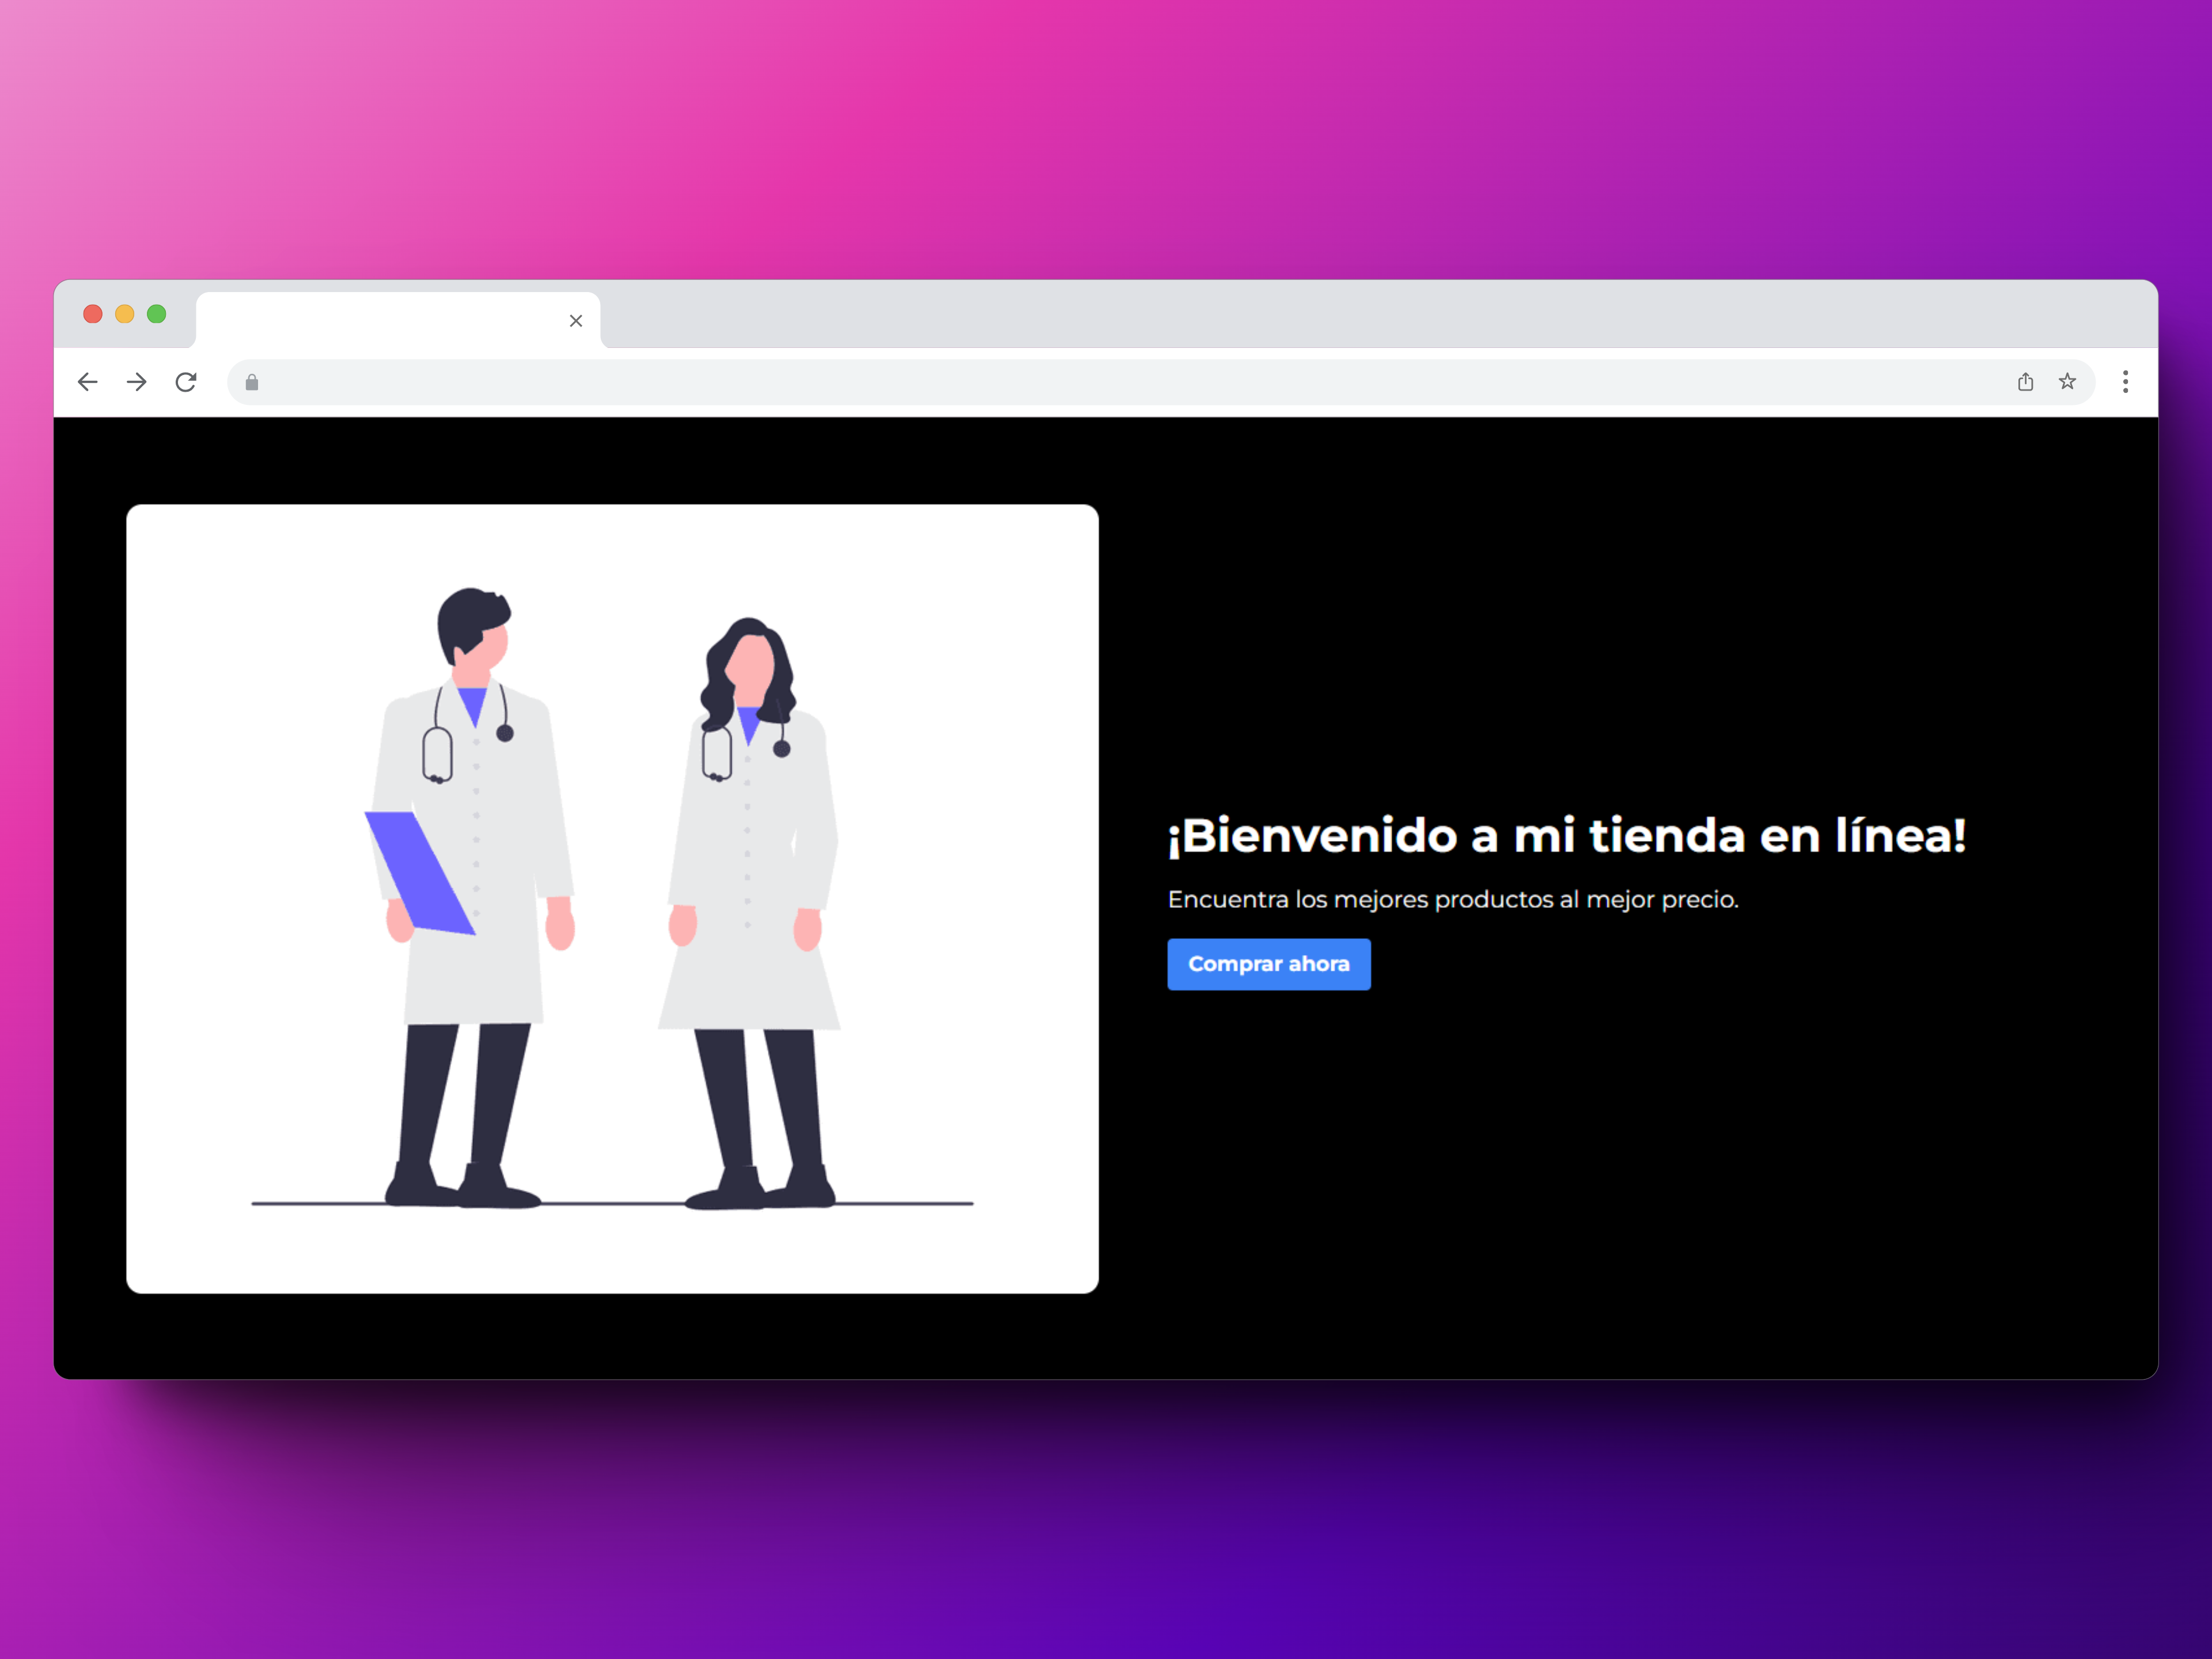 ¡Bienvenido a mi tienda en línea!
Encuentra los mejores productos al mejor precio.
Comprar ahora